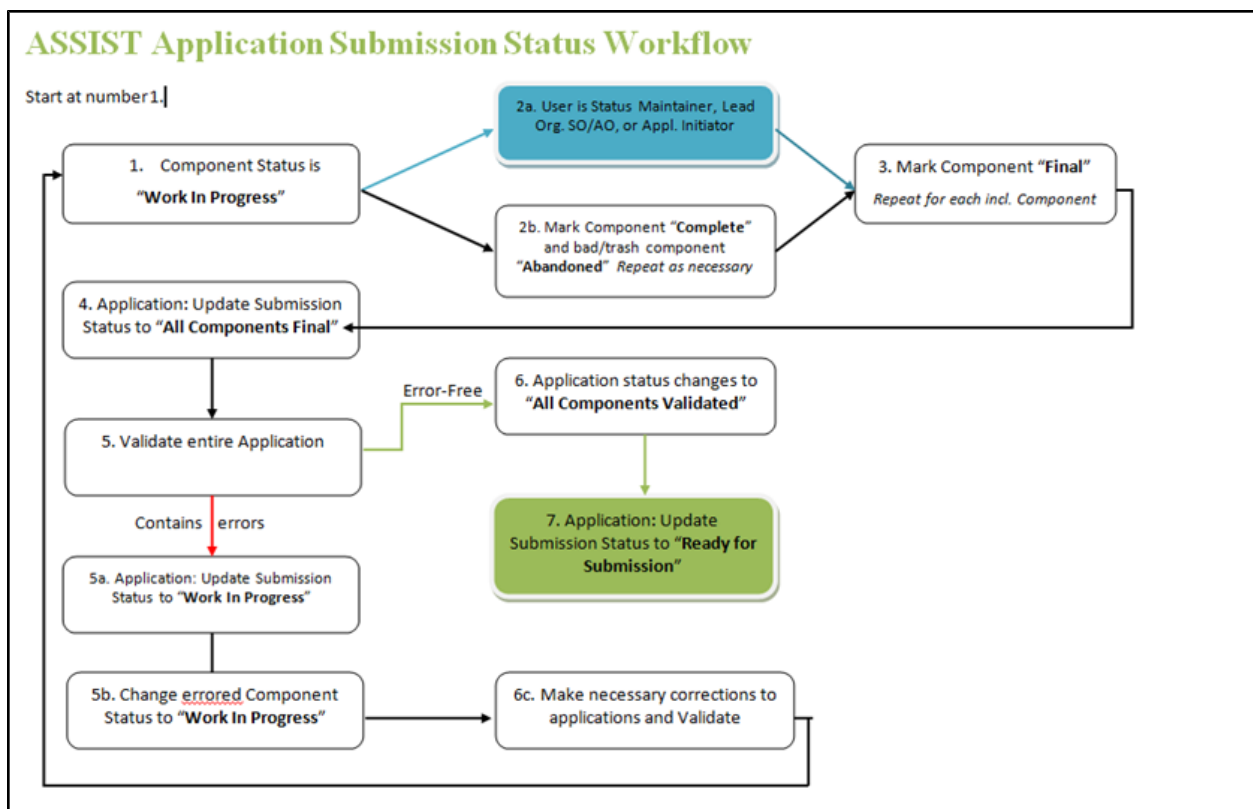 ASSIST Application Submission Status Workflow
Start at number1.
1. Component Status is
“Work In Progress”
2a. User is Status Maintainer, Lead
Org. SO/AO, or Appl. Initiator
2b. Mark Component “Complete”
and bad/trash component
“Abandoned” Repeat as necessary
3. Mark Component “Final”
Repeat for each incl. Component
4. Application: Update Submission
Status to “All Components Final”
5. Validate entire Application
Error-Free
6. Application status changes to
“All Components Validated”
7. Application: Update
Submission Status to “Ready for
Submission”
Contains errors
5a. Application: Update Submission
Status to “Work In Progress”
5b. Change errored Component
Status to “Work In Progress”
6c. Make necessary corrections to
applications and Validate